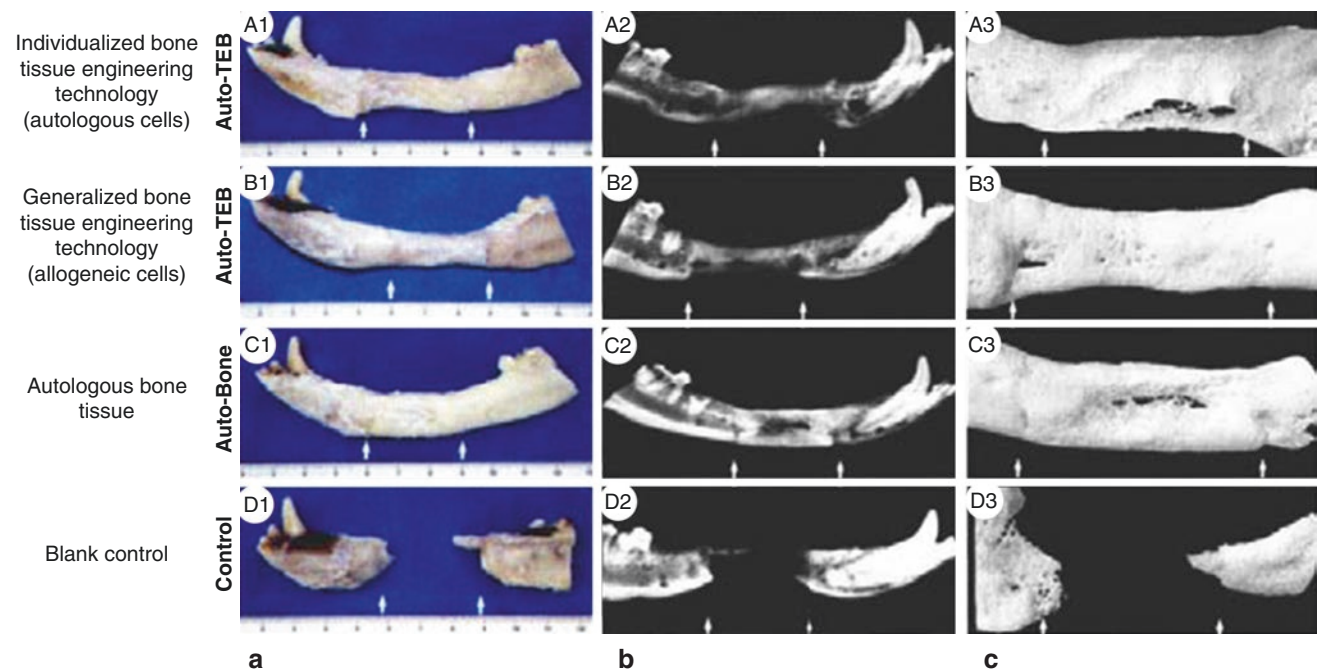 Individualized bone
tissue engineering
technology
(autologous cells)
Auto-TEB
A1
A2
A3
Generalized bone
tissue engineering
technology
(allogeneic cells)
Auto-TEB
B1
B2
B3
Autologous bone
tissue
Auto-Bone
C1
C2
C3
Blank control
Control
D1
D2
D3
a
b
c